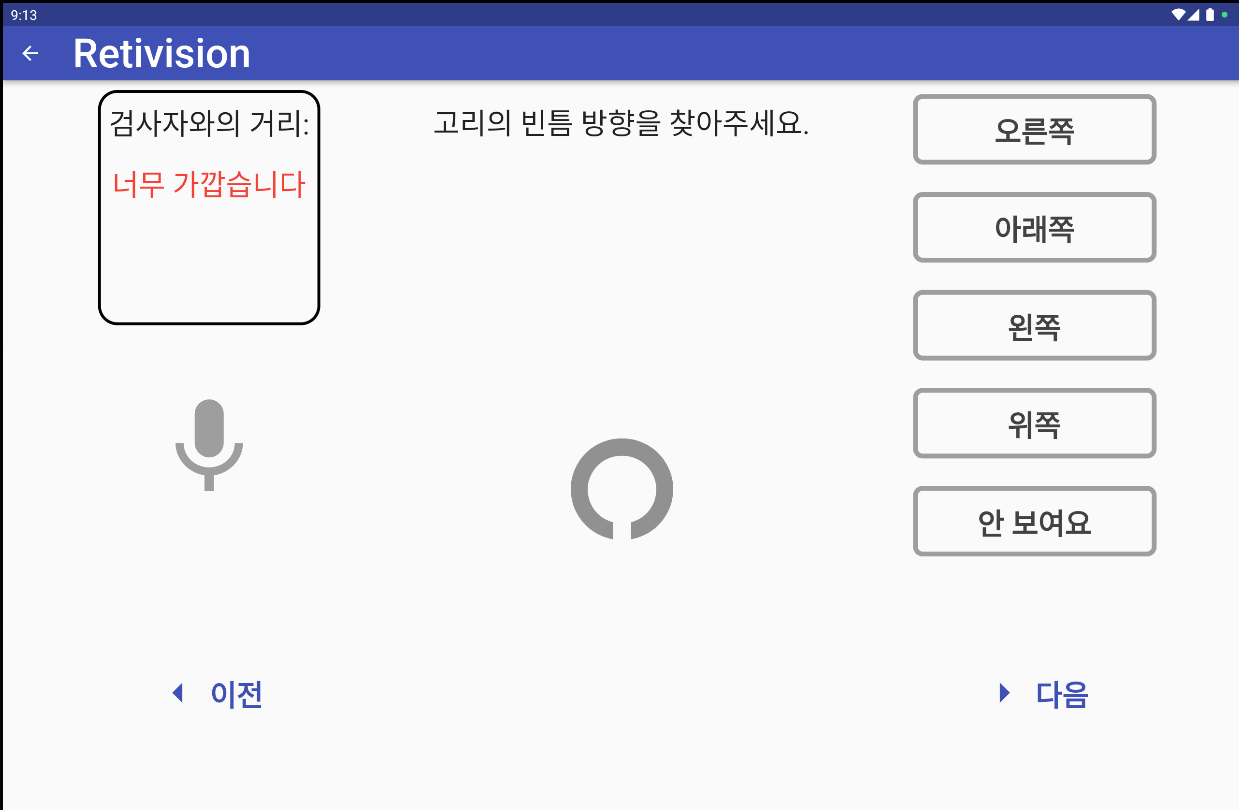 9:13
Retivision
검사자와의 거리:
너무 가깝습니다
고리의 빈틈 방향을 찾아주세요.
오른쪽
아래쪽
왼쪽
위쪽
안 보여요
이전
다음